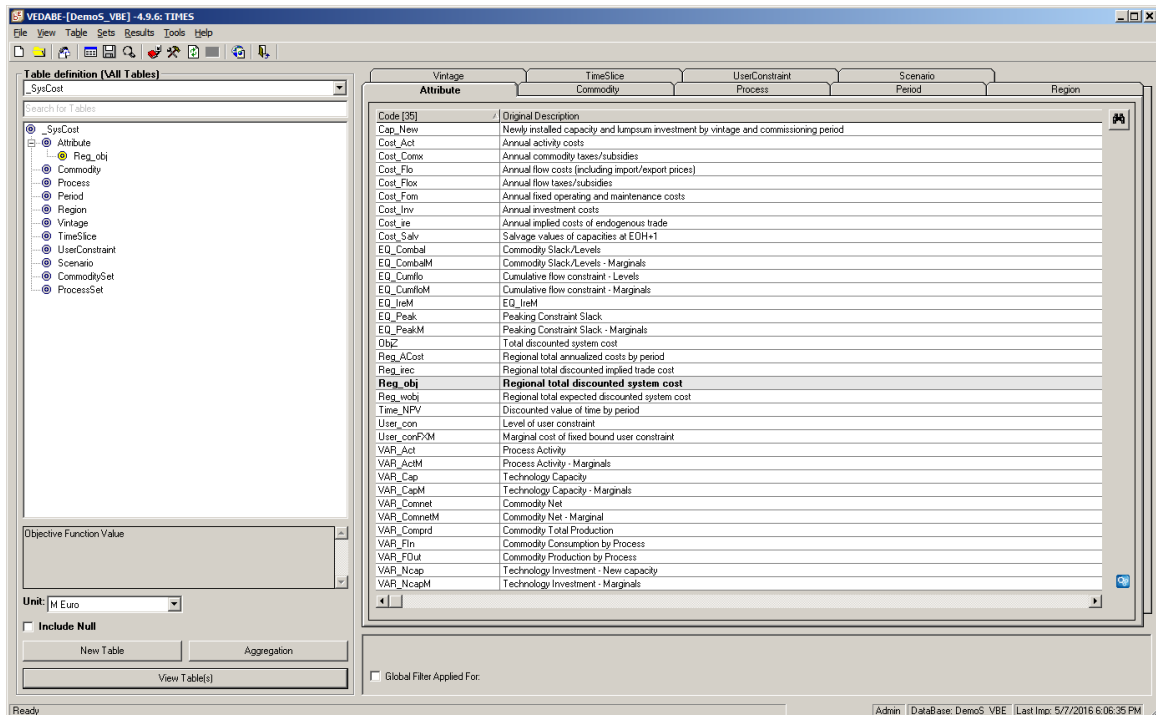 VEDABE-[DemoS_VBE] -4.9.6: TIMES
File View Table Sets Results Tools Help
Table definition (\All Tables)
_SysCost
Search for Tables
_SysCost
Attribute
Reg_obj
Commodity
Process
Period
Region
Vintage
TimeSlice
UserConstraint
Scenario
CommoditySet
ProcessSet
Objective Function Value
Unit: M Euro
Include Null
New Table Aggregation
View Table(s)
Vintage TimeSlice UserConstraint Scenario
Attribute Commodity Process Period Region
Code [35] Original Description
Cap_New Newly installed capacity and lumpsum investment by vintage and commissioning period
Cost_Act Annual activity costs
Cost_Comx Annual commodity taxes/subsidies
Cost_Flo Annual flow costs (including import/export prices)
Cost_Flox Annual flow taxes/subsidies
Cost_Fom Annual fixed operating and maintenance costs
Cost_Inv Annual investment costs
Cost_ire Annual implied costs of endogenous trade
Cost_Salv Salvage values of capacities at EOH+1
EQ_Combal Commodity Slack/Levels
EQ_CombalM Commodity Slack/Levels - Marginals
EQ_Cumflo Cumulative flow constraint - Levels
EQ_CumfloM Cumulative flow constraint - Marginals
EQ_IreM EQ_IreM
EQ_Peak Peaking Constraint Slack
EQ_PeakM Peaking Constraint Slack - Marginals
ObjZ Total discounted system cost
Reg_ACost Regional total annualized costs by period
Reg_irec Regional total discounted implied trade cost
Reg_obj Regional total discounted system cost
Reg_wobj Regional total expected discounted system cost
Time_NPV Discounted value of time by period
User_con Level of user constraint
User_conFXM Marginal cost of fixed bound user constraint
VAR_Act Process Activity
VAR_ActM Process Activity - Marginals
VAR_Cap Technology Capacity
VAR_CapM Technology Capacity - Marginals
VAR_Comnet Commodity Net
VAR_ComnetM Commodity Net - Marginal
VAR_Comprd Commodity Total Production
VAR_FIn Commodity Consumption by Process
VAR_FOut Commodity Production by Process
VAR_Ncap Technology Investment - New capacity
VAR_NcapM Technology Investment - Marginals
Global Filter Applied For:
Ready Admin DataBase: DemoS_VBE Last Imp: 5/7/2016 6:06:35 PM